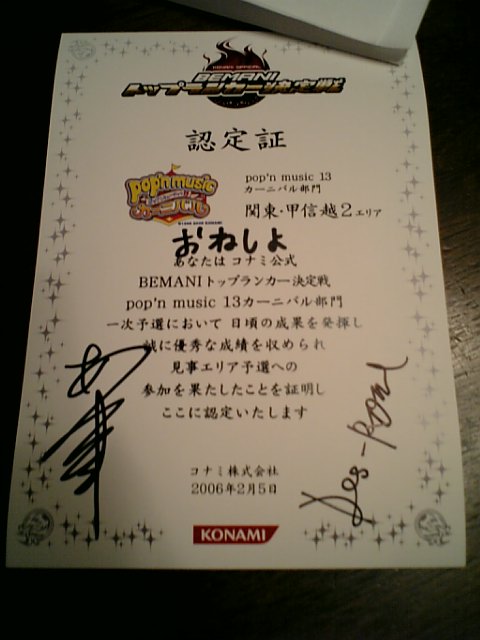 KONAMI OFFICIAL
BEMANI
トップランカー決定戦
認定証
pop'n music
カーニバル
pop'n music 13
カーニバル部門
関東・甲信越2エリア
おねしよ
あなたは コナミ公式
BEMANIトップランカー決定戦
pop'n music 13カーニバル部門
一次予選において 日頃の成果を発揮し
誠に優秀な成績を収められ
見事エリア予選への
参加を果たしたことを証明し
ここに認定いたします
コナミ株式会社
2006年2月5日
KONAMI